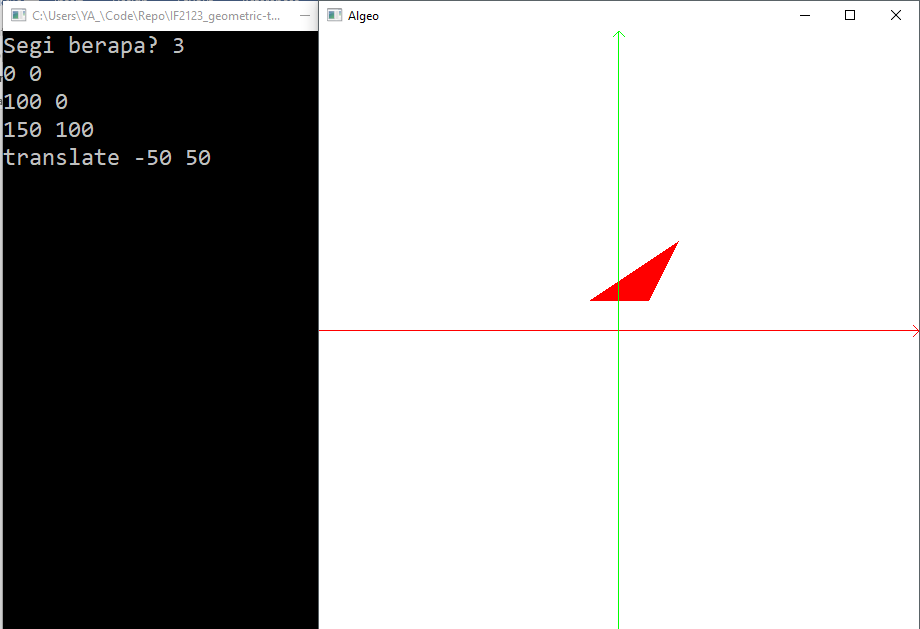 C:\Users\YA_\Code\Repo\IF2123_geometric-t...
Algeo
Segi berapa? 3
0 0
100 0
150 100
translate -50 50